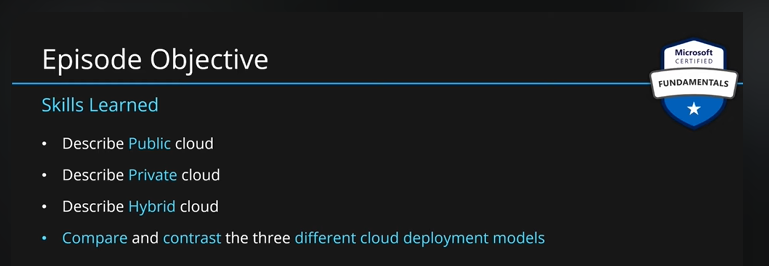 Episode Objective
Microsoft
CERTIFIED
FUNDAMENTALS
Skills Learned
• Describe Public cloud
• Describe Private cloud
• Describe Hybrid cloud
• Compare and contrast the three different cloud deployment models